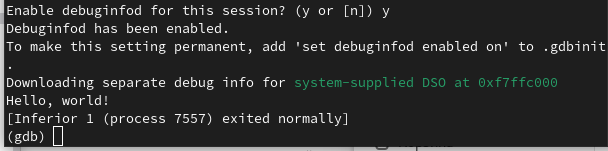 Enable debuginfod for this session? (y or [n]) y
Debuginfod has been enabled.
To make this setting permanent, add 'set debuginfod enabled on' to .gdbinit
.
Downloading separate debug info for system-supplied DSO at 0xf7ffc000
Hello, world!
[Inferior 1 (process 7557) exited normally]
(gdb)